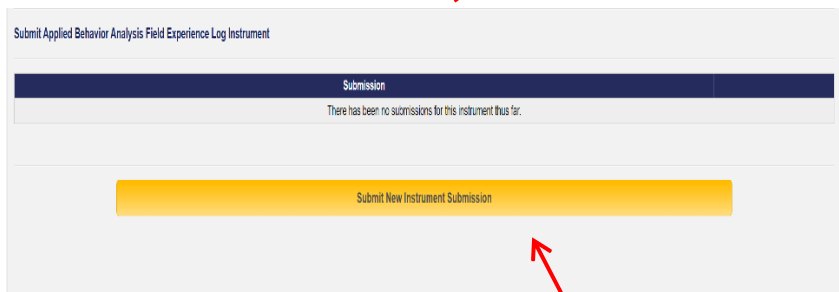 Submit Applied Behavior Analysis Field Experience Log Instrument
Submission
There has been no submissions for this instrument thus far.
Submit New Instrument Submission